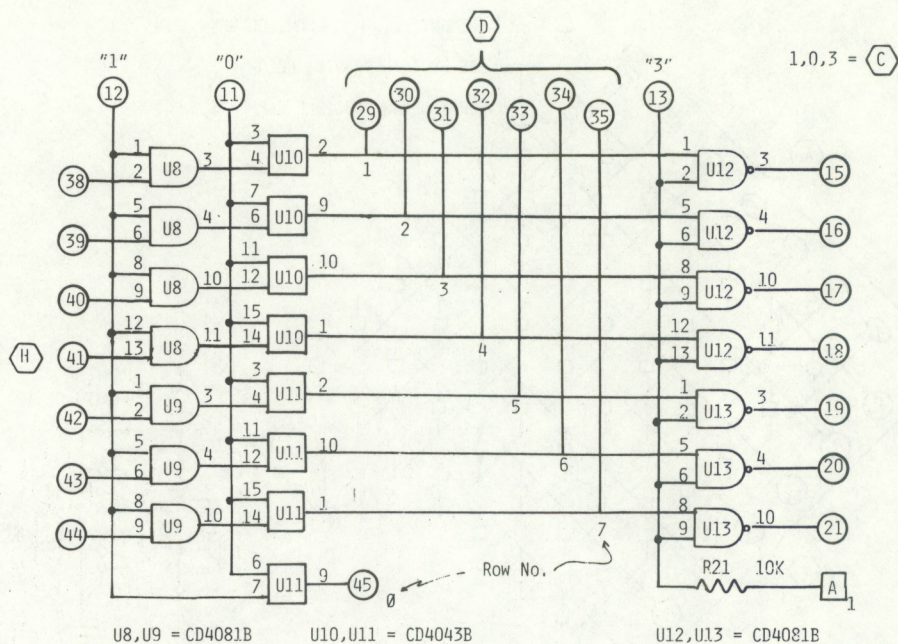 D
"1" "0" "3" 1,0,3 = C
12 11 29 30 31 32 33 34 35 13
38 1 2 U8 3 3 4 U10 2 1 1 2 U12 3 15
39 5 6 U8 4 7 6 U10 9 2 5 6 U12 4 16
40 8 9 U8 10 11 12 U10 10 3 8 9 U12 10 17
H 41 12 13 U8 11 15 14 U10 1 4 12 13 U12 11 18
42 1 2 U9 3 3 4 U11 2 5 1 2 U13 3 19
43 5 6 U9 4 11 12 U11 10 6 5 6 U13 4 20
44 8 9 U9 10 15 14 U11 1 7 8 9 U13 10 21
6 7 U11 9 45 Ø Row No. R21 10K A 1
U8,U9 = CD4081B U10,U11 = CD4043B U12,U13 = CD4081B